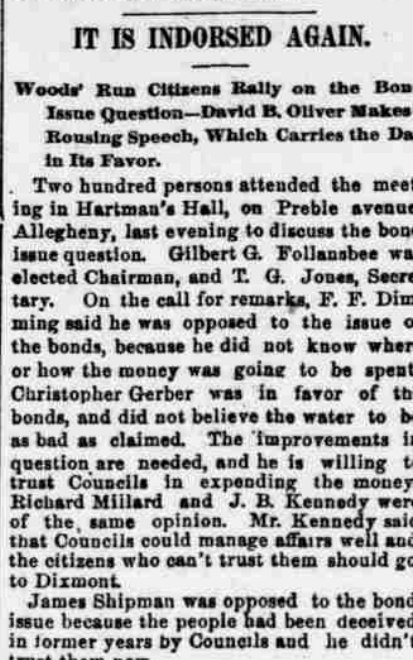 IT IS INDORSED AGAIN.
Woods' Run Citizens Rally on the Bon
Issue Question—David B. Oliver Makes
Rousing Speech, Which Carries the Da
in Its Favor.
Two hundred persons attended the meet
ing in Hartman's Hall, on Preble avenue
Allegheny, last evening to discuss the bond
issue question. Gilbert G. Follansbee wa
elected Chairman, and T. G. Jones, Secre
tary. On the call for remarks, F. F. Dim
ming said he was opposed to the issue o
the bonds, because he did not know wher
or how the money was going to be spent
Christopher Gerber was in favor of th
bonds, and did not believe the water to b
as bad as claimed. The improvements i
question are needed, and he is willing t
trust Councils in expending the money
Richard Millard and J. B. Kennedy wer
of the same opinion. Mr. Kennedy said
that Councils could manage affairs well and
the citizens who can't trust them should go
to Dixmont.
James Shipman was opposed to the bond
issue because the people had been deceived
in former years by Councils and he didn't
trust them now